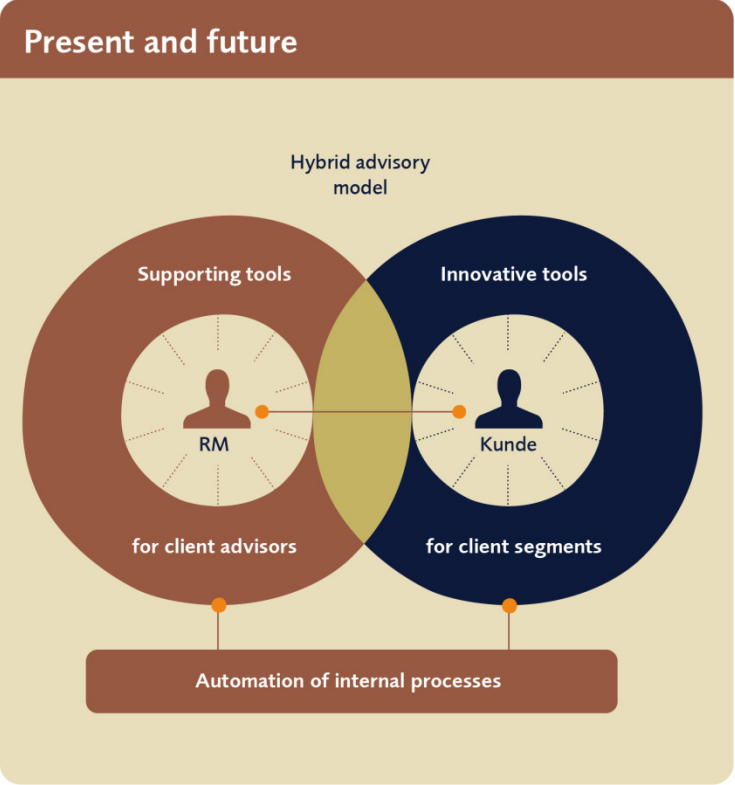 Present and future
Hybrid advisory
model
Supporting tools
Innovative tools
RM
Kunde
for client advisors
for client segments
Automation of internal processes